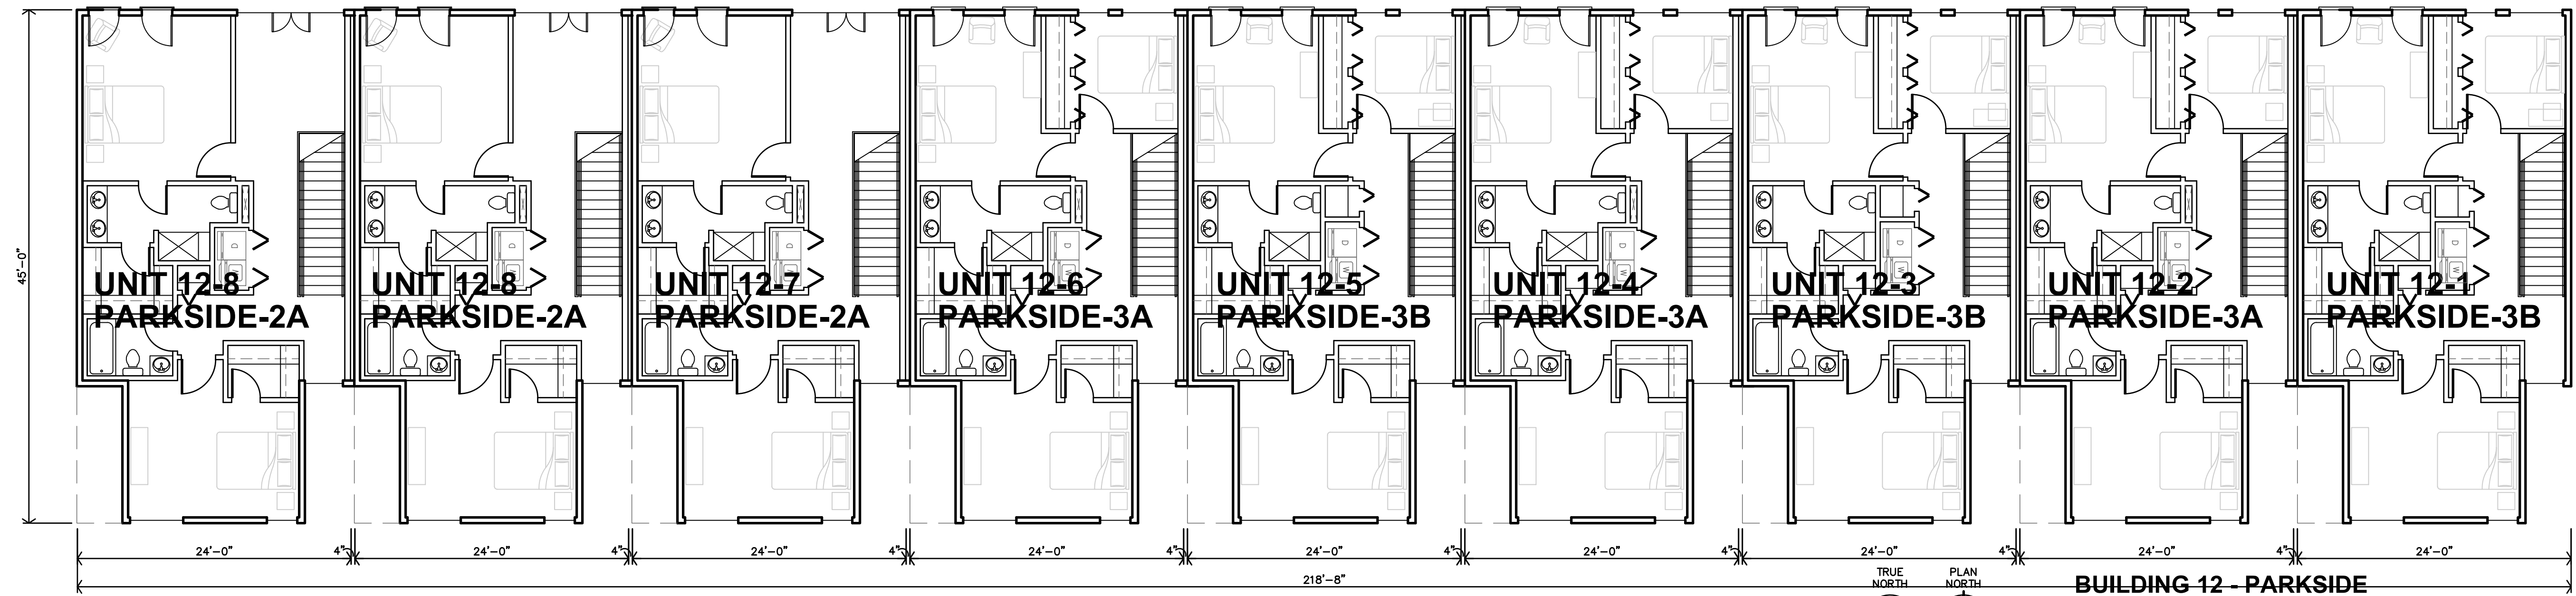 45'-0"
D
D
D
D
D
D
D
D
D
W
W
W
W
W
W
W
W
W
UNIT 12-8
PARKSIDE-2A
UNIT 12-8
PARKSIDE-2A
UNIT 12-7
PARKSIDE-2A
UNIT 12-6
PARKSIDE-3A
UNIT 12-5
PARKSIDE-3B
UNIT 12-4
PARKSIDE-3A
UNIT 12-3
PARKSIDE-3B
UNIT 12-2
PARKSIDE-3A
UNIT 12-1
PARKSIDE-3B
24'-0" 4" 24'-0" 4" 24'-0" 4" 24'-0" 4" 24'-0" 4" 24'-0" 4" 24'-0" 4" 24'-0" 4" 24'-0"
218'-8"
TRUE
NORTH
PLAN
NORTH
BUILDING 12 - PARKSIDE